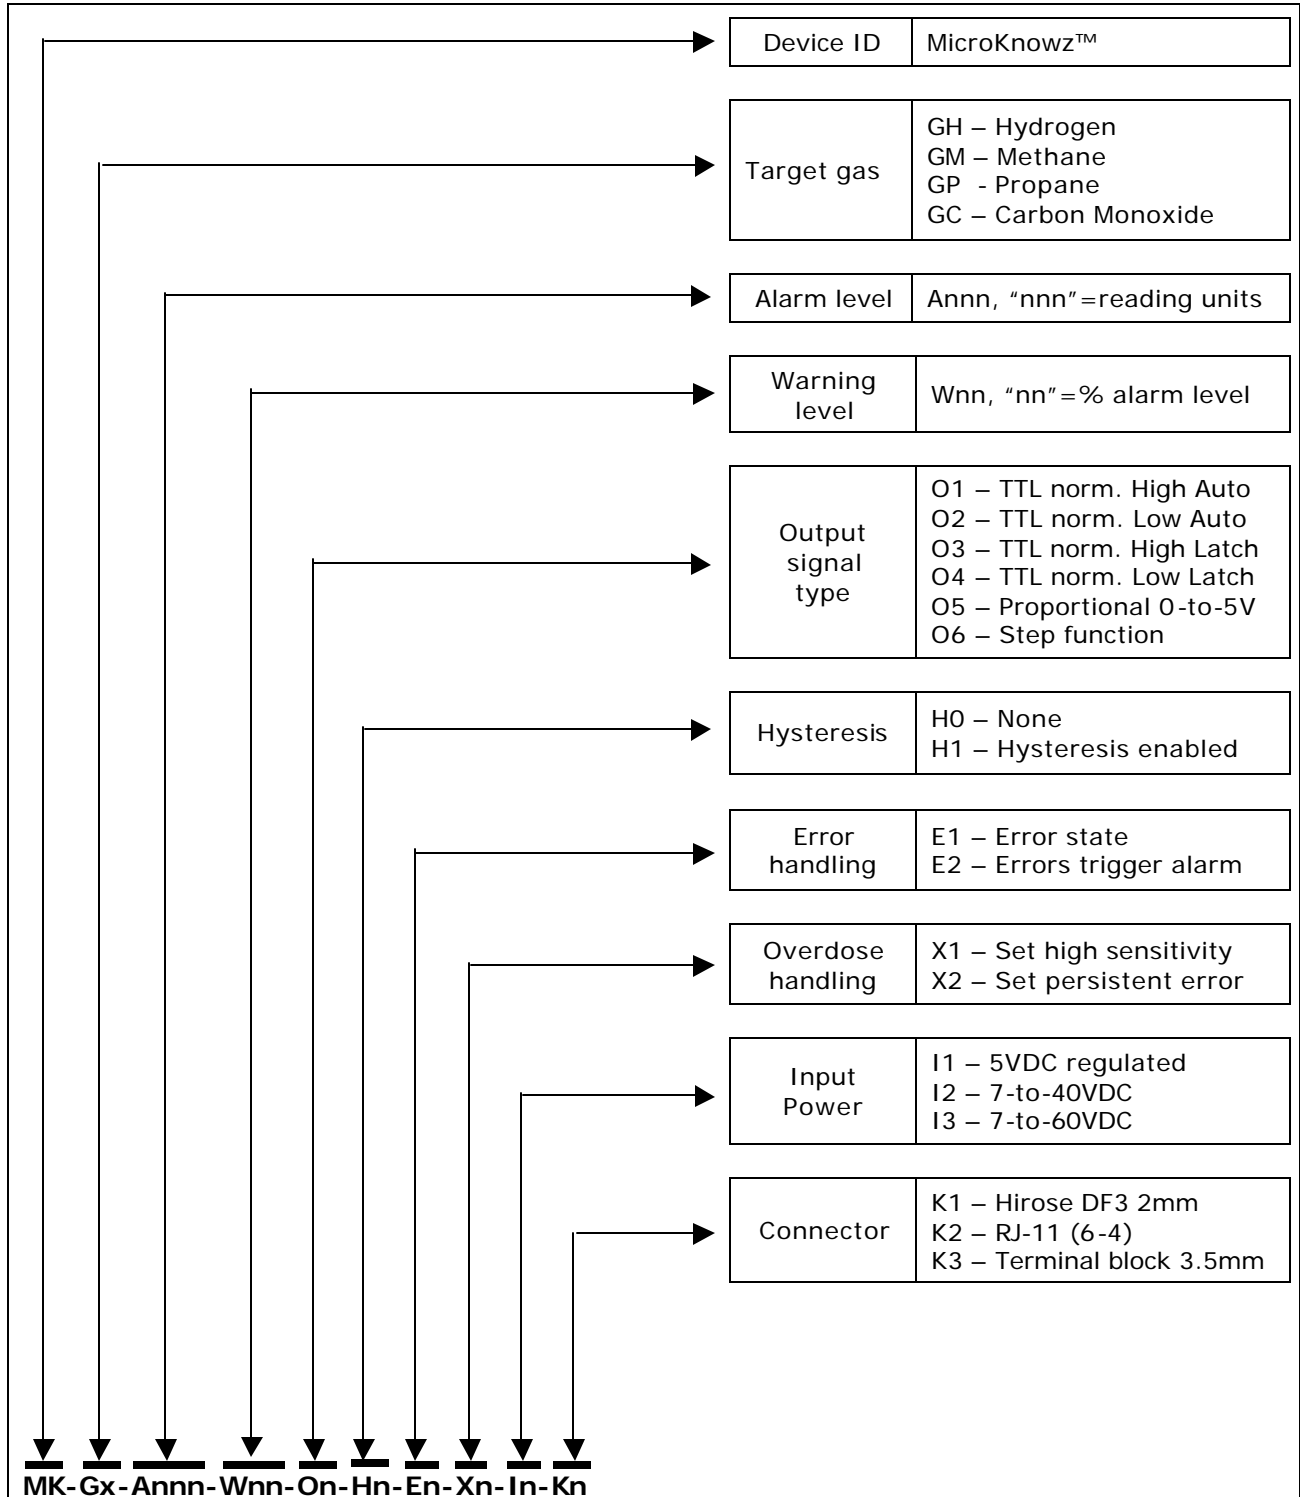 Device ID MicroKnowz™
Target gas
GH – Hydrogen
GM – Methane
GP - Propane
GC – Carbon Monoxide
Alarm level Annn, “nnn”=reading units
Warning
level
Wnn, “nn”=% alarm level
Output
signal
type
O1 – TTL norm. High Auto
O2 – TTL norm. Low Auto
O3 – TTL norm. High Latch
O4 – TTL norm. Low Latch
O5 – Proportional 0-to-5V
O6 – Step function
Hysteresis
H0 – None
H1 – Hysteresis enabled
Error
handling
E1 – Error state
E2 – Errors trigger alarm
Overdose
handling
X1 – Set high sensitivity
X2 – Set persistent error
Input
Power
I1 – 5VDC regulated
I2 – 7-to-40VDC
I3 – 7-to-60VDC
Connector
K1 – Hirose DF3 2mm
K2 – RJ-11 (6-4)
K3 – Terminal block 3.5mm
MK-Gx-Annn-Wnn-On-Hn-En-Xn-In-Kn